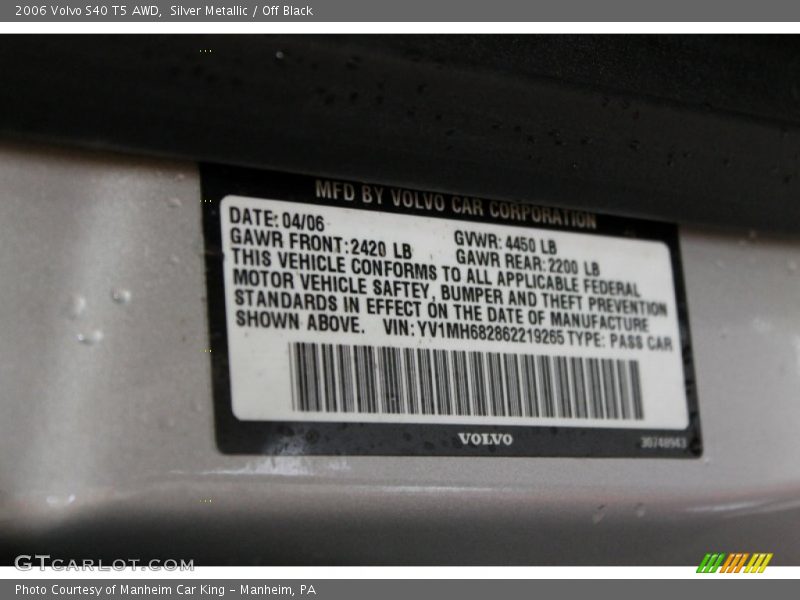 2006 Volvo S40 T5 AWD,  Silver Metallic / Off Black
MFD BY VOLVO CAR CORPORATION
DATE: 04/06
GVWR: 4450 LB
GAWR FRONT: 2420 LB
GAWR REAR: 2200 LB
THIS VEHICLE CONFORMS TO ALL APPLICABLE FEDERAL
MOTOR VEHICLE SAFTEY, BUMPER AND THEFT PREVENTION
STANDARDS IN EFFECT ON THE DATE OF MANUFACTURE
SHOWN ABOVE. VIN: YV1MH682862219265 TYPE: PASS CAR
VOLVO
30748943
GTCARLOT.COM
Photo Courtesy of Manheim Car King - Manheim, PA